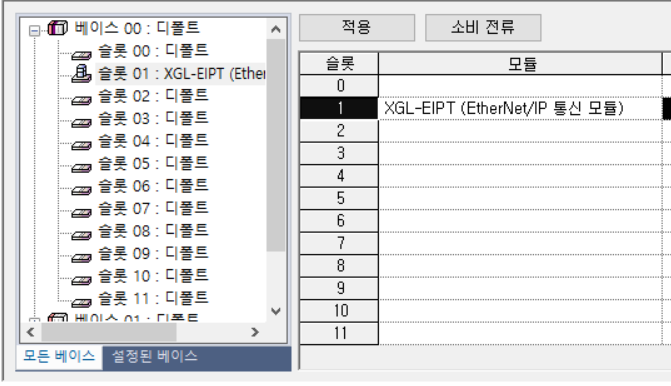 베이스 00 : 디폴트
슬롯 00 : 디폴트
슬롯 01 : XGL-EIPT (Ether
슬롯 02 : 디폴트
슬롯 03 : 디폴트
슬롯 04 : 디폴트
슬롯 05 : 디폴트
슬롯 06 : 디폴트
슬롯 07 : 디폴트
슬롯 08 : 디폴트
슬롯 09 : 디폴트
슬롯 10 : 디폴트
슬롯 11 : 디폴트
베이스 01 : 디폴트
모든 베이스 설정된 베이스
적용 소비 전류
슬롯 모듈
0
1 XGL-EIPT (EtherNet/IP 통신 모듈)
2
3
4
5
6
7
8
9
10
11